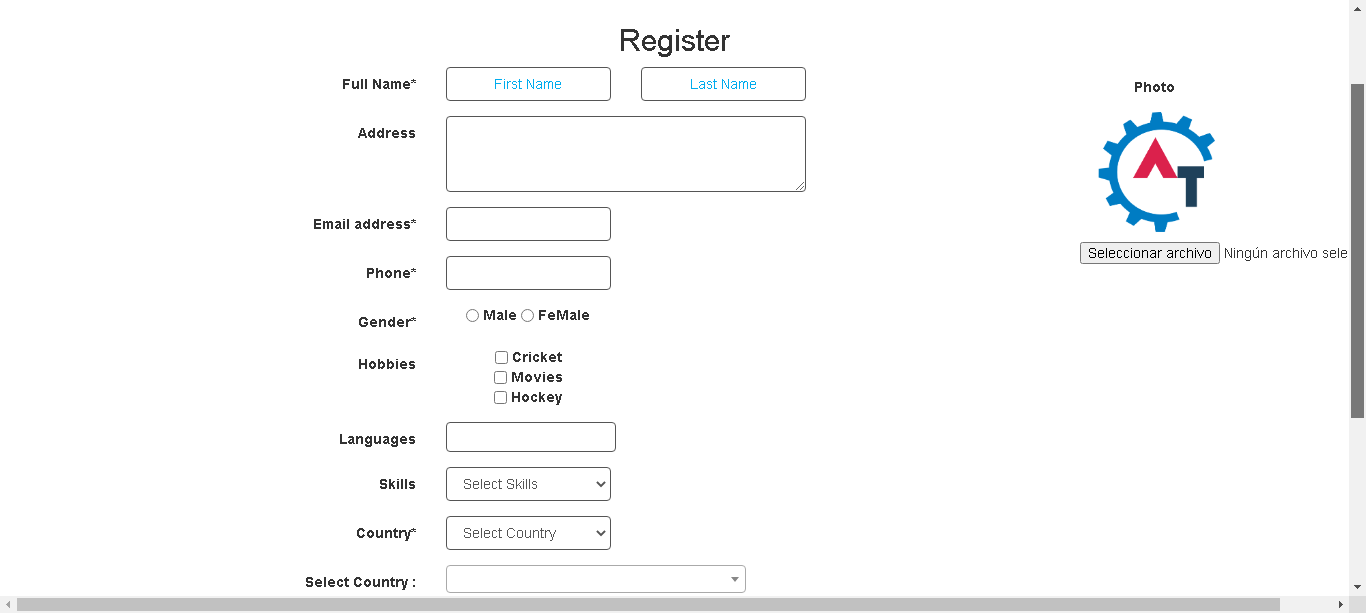 Register
Full Name* First Name Last Name
Photo
Address
AT
Email address*
Seleccionar archivo Ningún archivo sele
Phone*
Gender* Male FeMale
Hobbies Cricket
Movies
Hockey
Languages
Skills Select Skills
Country* Select Country
Select Country :